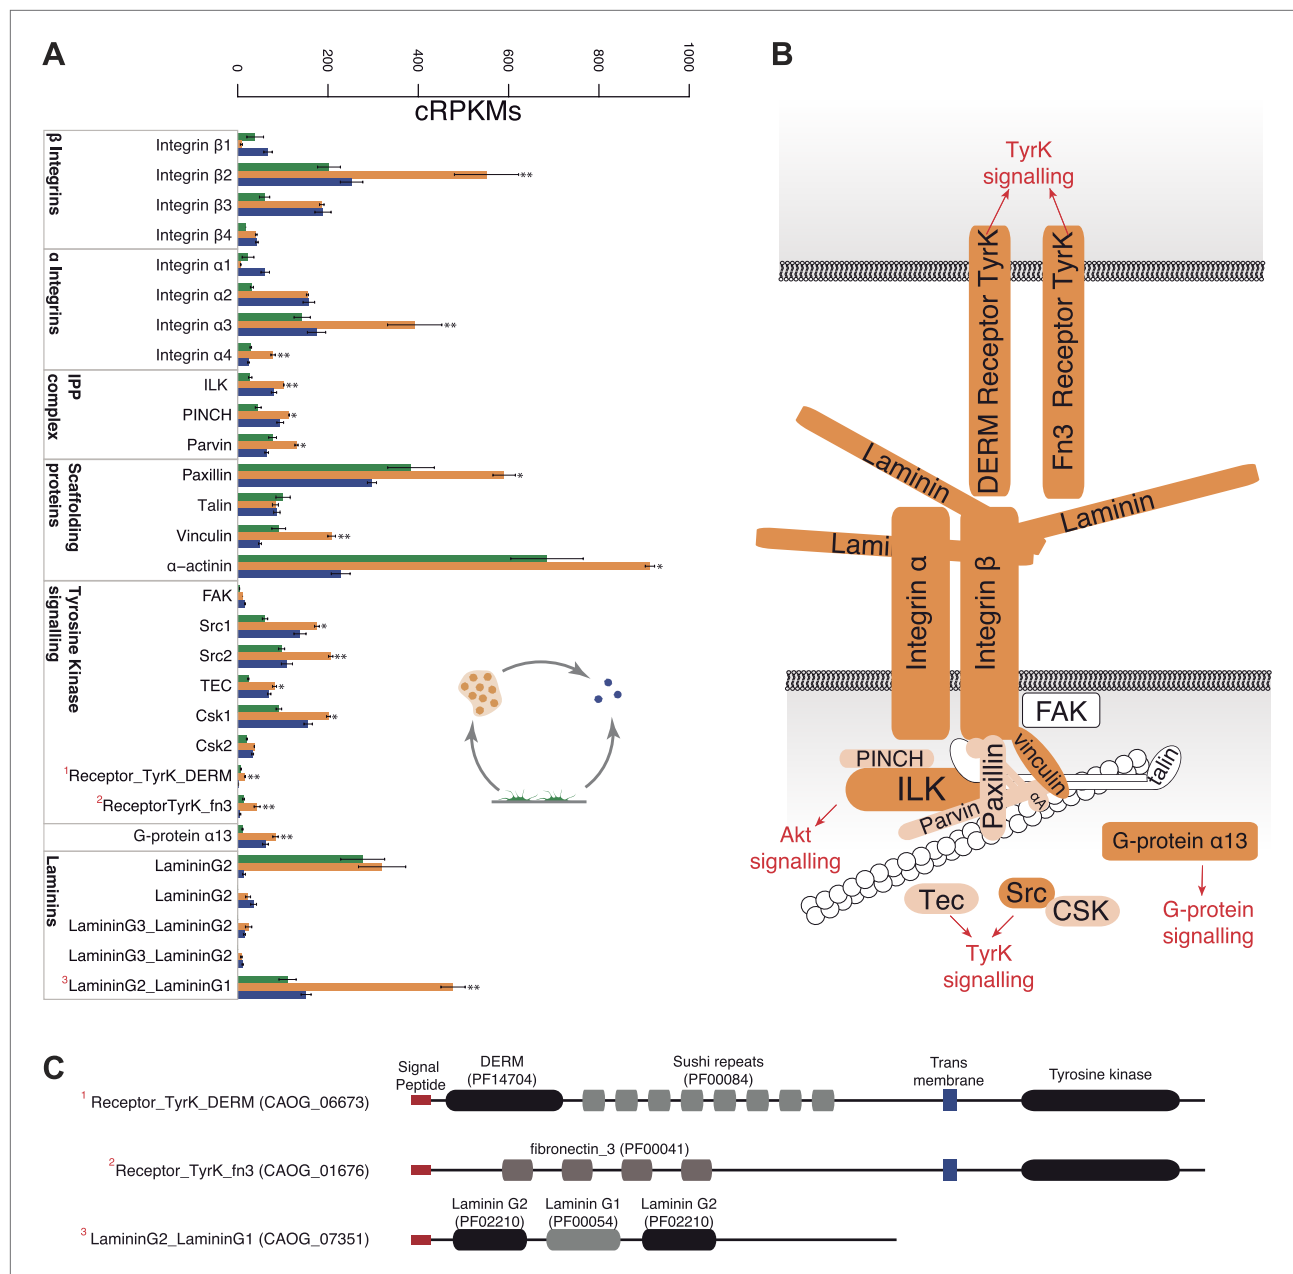 A
0
200
400
600
800
1000
cRPKMs
β Integrins
Integrin β1
Integrin β2
**
Integrin β3
Integrin β4
α Integrins
Integrin α1
Integrin α2
Integrin α3
**
Integrin α4
**
IPP
complex
ILK
**
PINCH
*
Parvin
*
Scaffolding
proteins
Paxillin
*
Talin
Vinculin
**
α−actinin
*
Tyrosine Kinase
signalling
FAK
Src1
*
Src2
**
TEC
*
Csk1
*
Csk2
1Receptor_TyrK_DERM
**
2ReceptorTyrK_fn3
**
G-protein α13
**
Laminins
LamininG2
LamininG2
LamininG3_LamininG2
LamininG3_LamininG2
3LamininG2_LamininG1
**
B
TyrK
signalling
DERM Receptor TyrK
Fn3 Receptor TyrK
Laminin
Laminin
Lami
Integrin α
Integrin β
FAK
PINCH
ILK
Parvin
Paxillin
αA
vinculin
talin
Akt
signalling
G-protein α13
Tec
Src
CSK
TyrK
signalling
G-protein
signalling
C
Signal
Peptide
DERM
(PF14704)
Sushi repeats
(PF00084)
Trans
membrane
Tyrosine kinase
1 Receptor_TyrK_DERM (CAOG_06673)
fibronectin_3 (PF00041)
2Receptor_TyrK_fn3 (CAOG_01676)
Laminin G2
(PF02210)
Laminin G1
(PF00054)
Laminin G2
(PF02210)
3 LamininG2_LamininG1 (CAOG_07351)